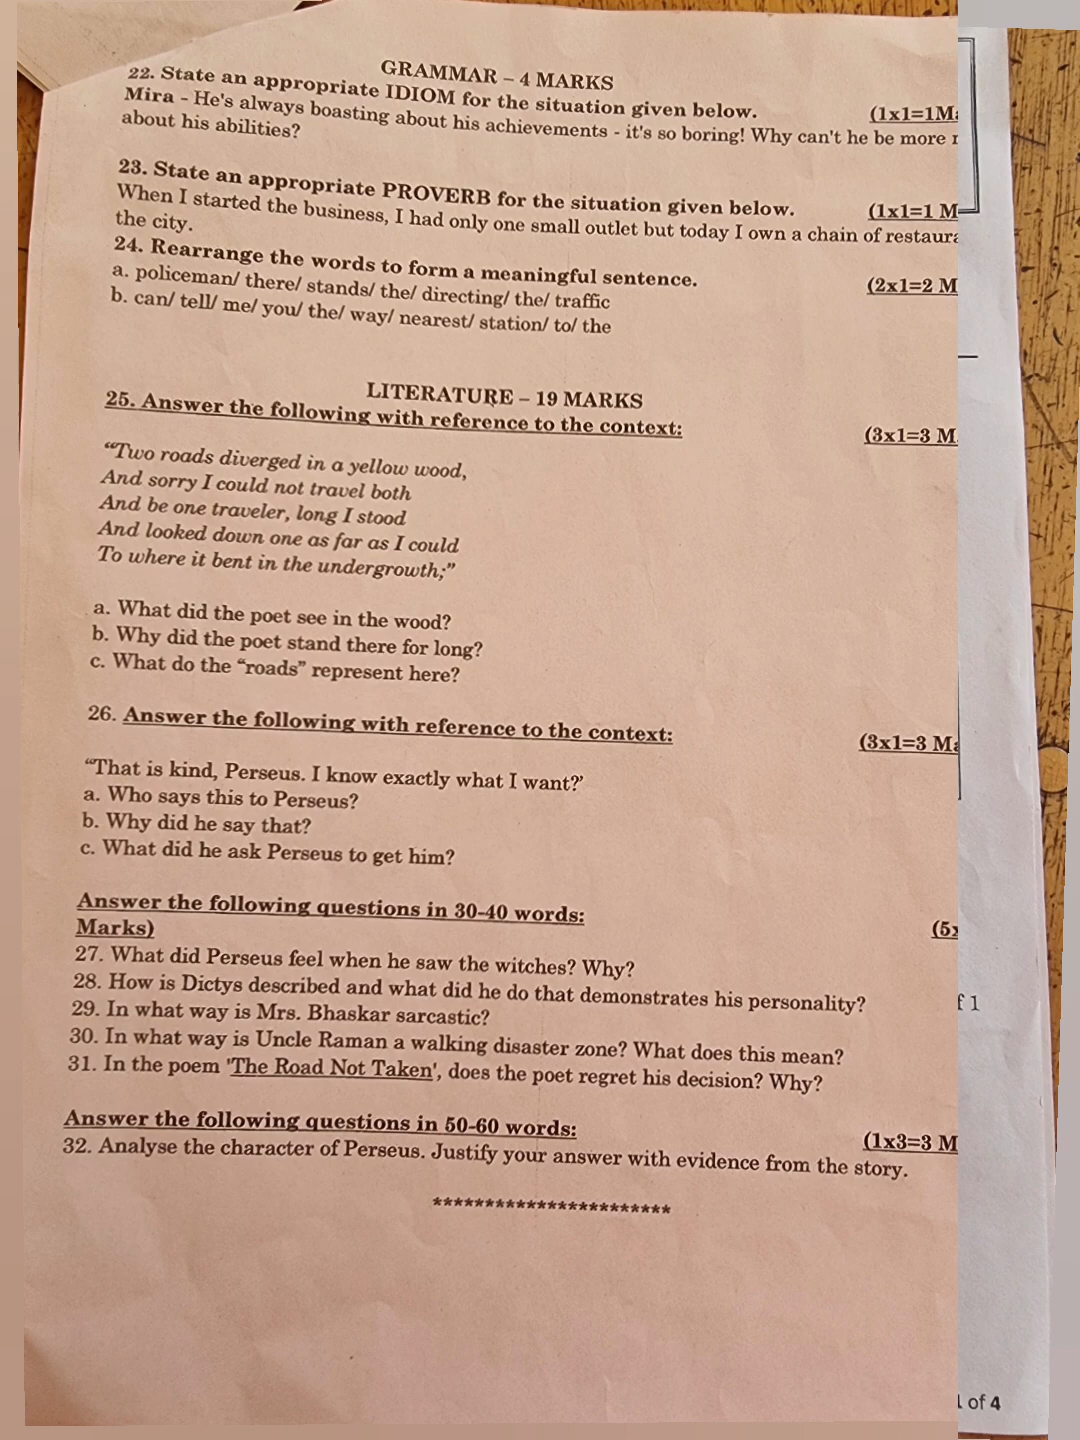 GRAMMAR – 4 MARKS
22. State an appropriate IDIOM for the situation given below. (1x1=1Ma
Mira - He's always boasting about his achievements - it's so boring! Why can't he be more
about his abilities?
23. State an appropriate PROVERB for the situation given below. (1x1=1 M
When I started the business, I had only one small outlet but today I own a chain of restaura
the city.
24. Rearrange the words to form a meaningful sentence. (2x1=2 M
a. policeman/ there/ stands/ the/ directing/ the/ traffic
b. can/ tell/ me/ you/ the/ way/ nearest/ station/ to/ the
LITERATURE – 19 MARKS
25. Answer the following with reference to the context: (3x1=3 M
“Two roads diverged in a yellow wood,
And sorry I could not travel both
And be one traveler, long I stood
And looked down one as far as I could
To where it bent in the undergrowth;”
a. What did the poet see in the wood?
b. Why did the poet stand there for long?
c. What do the “roads” represent here?
26. Answer the following with reference to the context: (3x1=3 Ma
“That is kind, Perseus. I know exactly what I want?’
a. Who says this to Perseus?
b. Why did he say that?
c. What did he ask Perseus to get him?
Answer the following questions in 30-40 words: (5x
Marks)
27. What did Perseus feel when he saw the witches? Why?
28. How is Dictys described and what did he do that demonstrates his personality?
29. In what way is Mrs. Bhaskar sarcastic?
30. In what way is Uncle Raman a walking disaster zone? What does this mean?
31. In the poem 'The Road Not Taken', does the poet regret his decision? Why?
Answer the following questions in 50-60 words: (1x3=3 M
32. Analyse the character of Perseus. Justify your answer with evidence from the story.
***********************
f 1
of 4